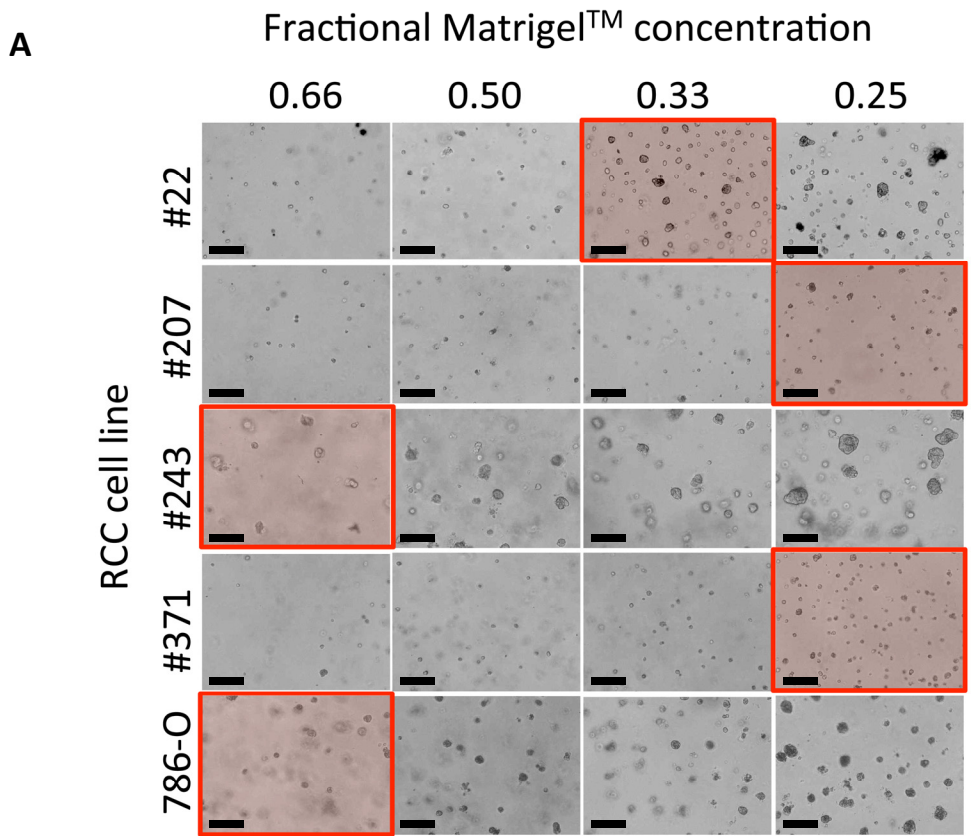 A
Fractional Matrigel™ concentration
0.66 0.50 0.33 0.25
RCC cell line
#22
#207
#243
#371
786-O